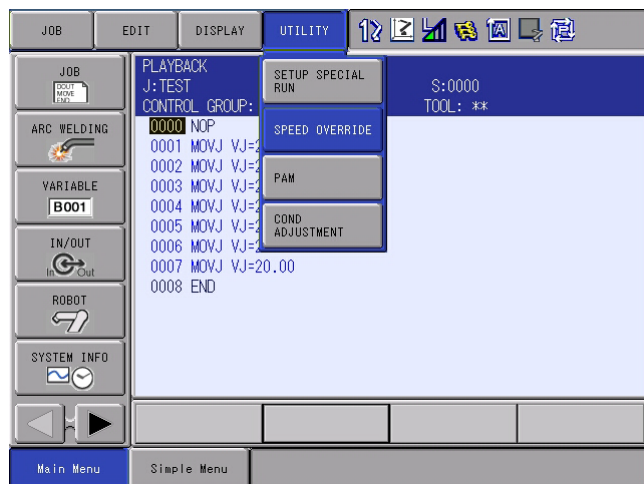 JOB EDIT DISPLAY UTILITY
JOB
DOUT
MOVE
END
ARC WELDING
VARIABLE
B001
IN/OUT
In Out
ROBOT
SYSTEM INFO
PLAYBACK
J:TEST S:0000
CONTROL GROUP: TOOL: **
0000 NOP
0001 MOVJ VJ=2
0002 MOVJ VJ=2
0003 MOVJ VJ=2
0004 MOVJ VJ=2
0005 MOVJ VJ=2
0006 MOVJ VJ=2
0007 MOVJ VJ=20.00
0008 END
SETUP SPECIAL
RUN
SPEED OVERRIDE
PAM
COND
ADJUSTMENT
Main Menu Simple Menu